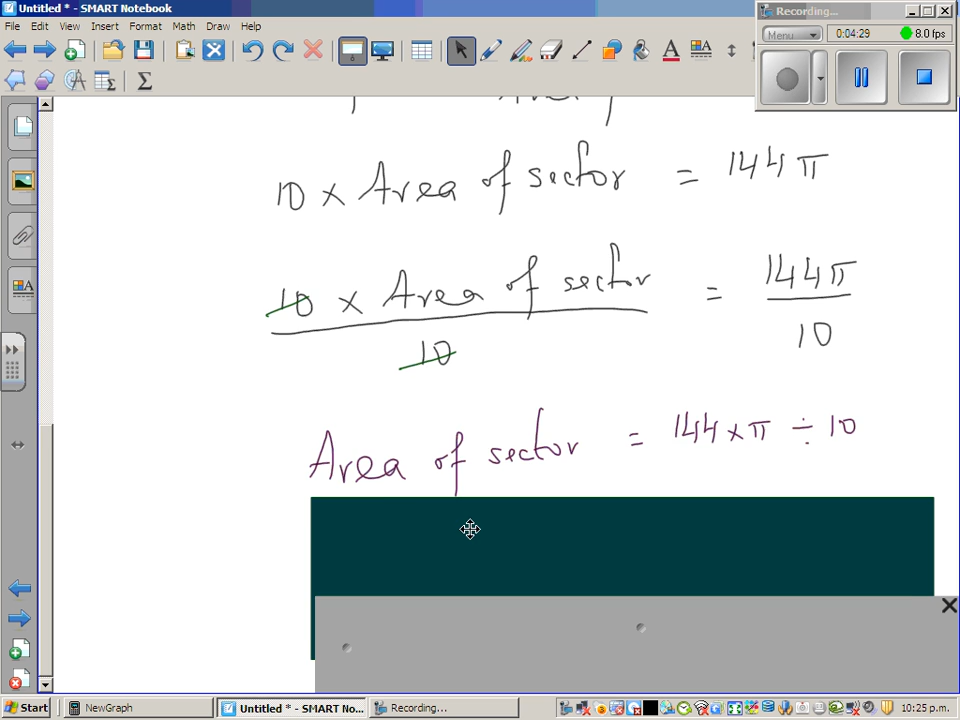 Untitled * - SMART Notebook
File Edit View Insert Format Math Draw Help
Recording...
Menu 0:04:29 8.0 fps
10 × Area of sector = 144 π
10 × Area of sector = 144π
10 10
Area of sector = 144 × π ÷ 10
Start NewGraph Untitled * - SMART No... Recording... 10:25 p.m.